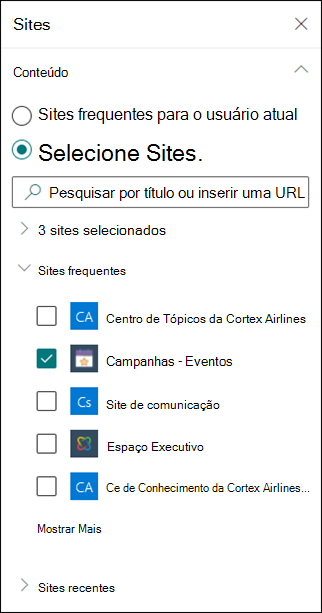 Sites
Conteúdo
Sites frequentes para o usuário atual
Selecione Sites.
Pesquisar por título ou inserir uma URL
3 sites selecionados
Sites frequentes
CA Centro de Tópicos da Cortex Airlines
Campanhas - Eventos
Cs Site de comunicação
Espaço Executivo
CA Ce de Conhecimento da Cortex Airlines...
Mostrar Mais
Sites recentes